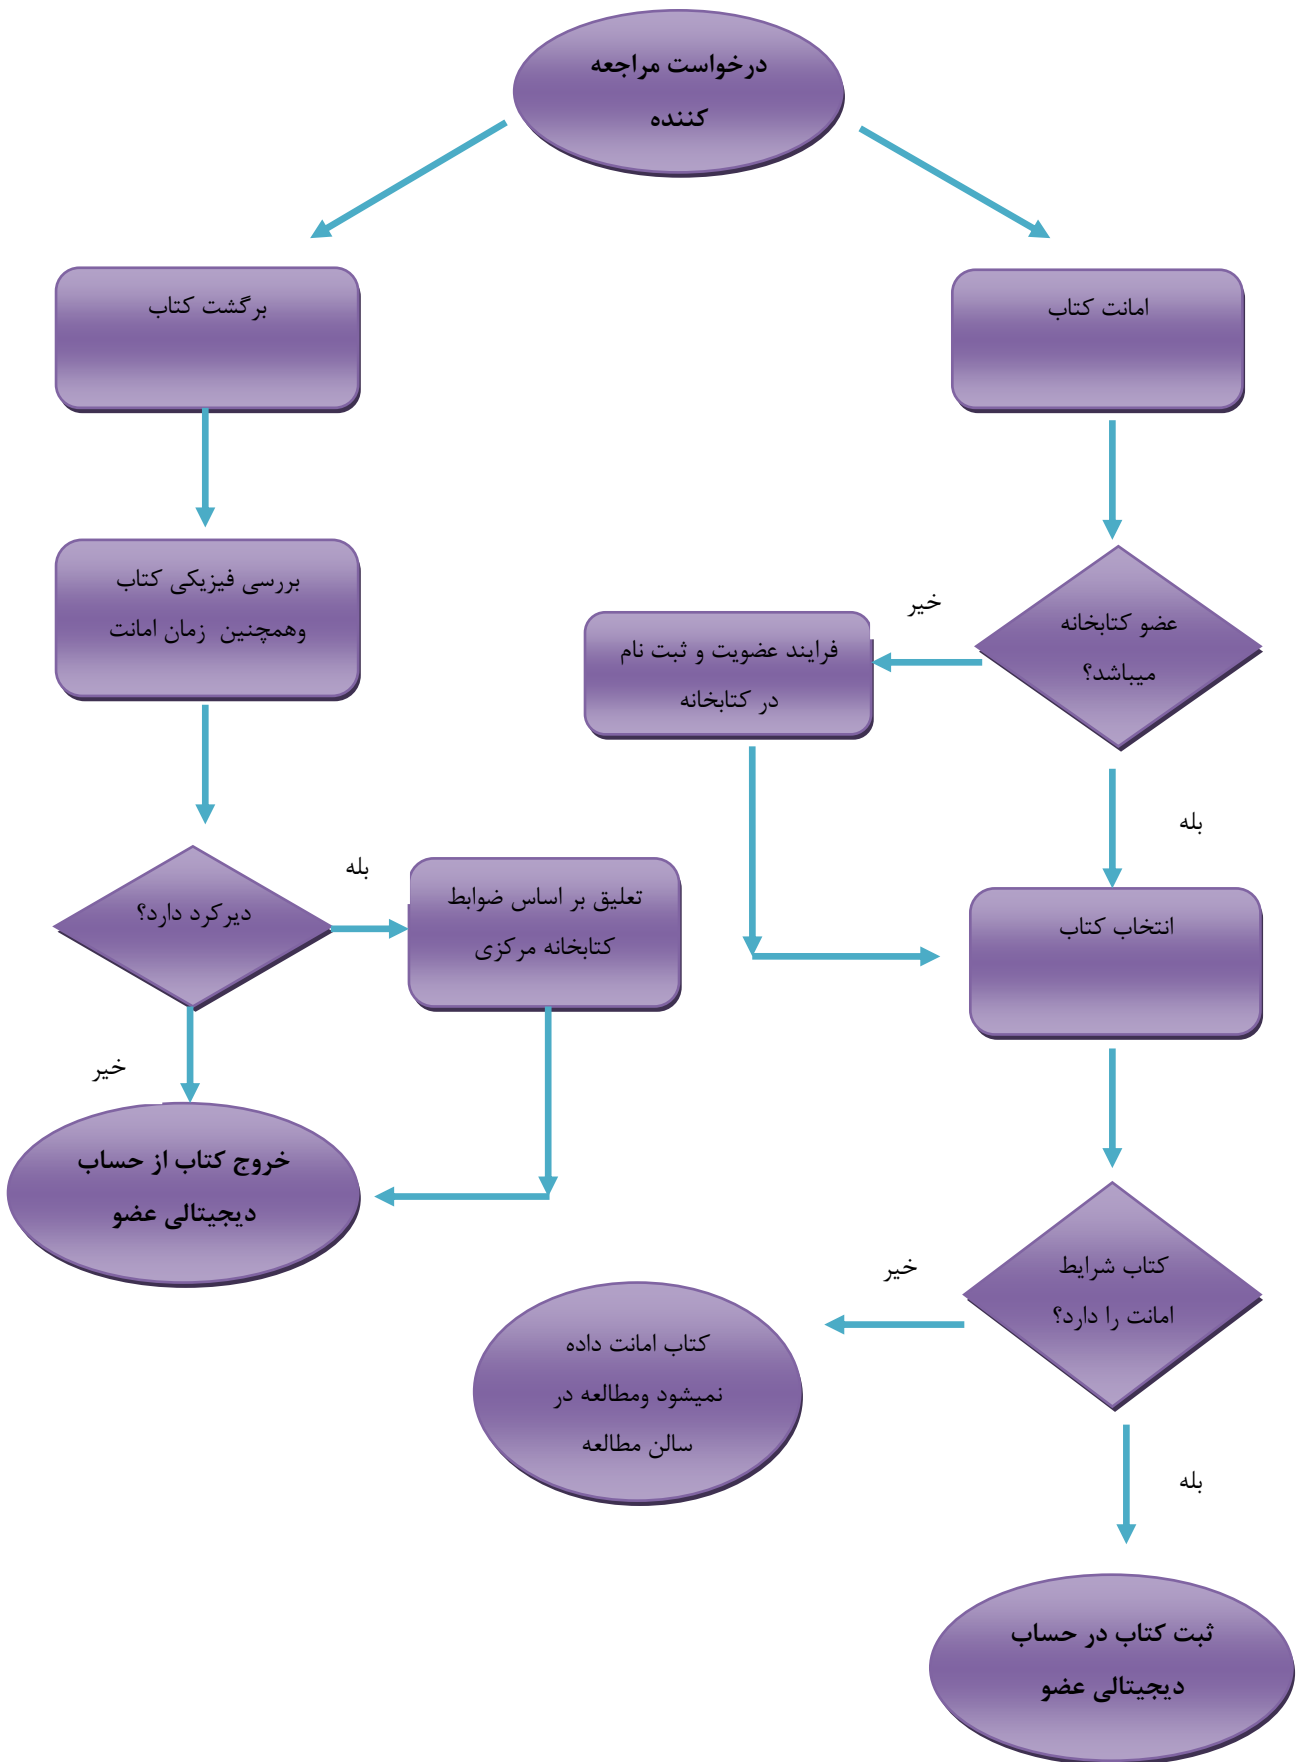 درخواست مراجعه
کننده
امانت کتاب
برگشت کتاب
عضو کتابخانه
میباشد؟
خیر
فرایند عضویت و ثبت نام
در کتابخانه
بله
انتخاب کتاب
کتاب شرایط
امانت را دارد؟
خیر
کتاب امانت داده
نمیشود ومطالعه در
سالن مطالعه
بله
ثبت کتاب در حساب
دیجیتالی عضو
بررسی فیزیکی کتاب
وهمچنین زمان امانت
دیرکرد دارد؟
بله
تعلیق بر اساس ضوابط
کتابخانه مرکزی
خیر
خروج کتاب از حساب
دیجیتالی عضو